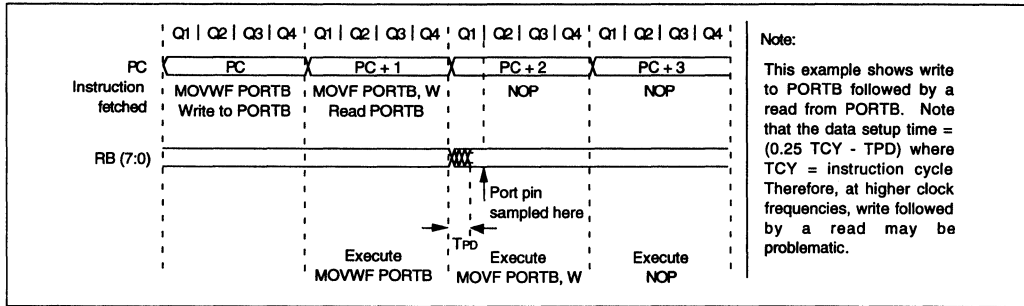 Q1 | Q2 | Q3 | Q4 | Q1 | Q2 | Q3 | Q4 | Q1 | Q2 | Q3 | Q4 | Q1 | Q2 | Q3 | Q4
PC PC PC + 1 PC + 2 PC + 3
Instruction fetched
MOVWF PORTB
Write to PORTB
MOVF PORTB, W
Read PORTB
NOP
NOP
RB (7:0)
Port pin
sampled here
TPD
Execute
MOVWF PORTB
Execute
MOVF PORTB, W
Execute
NOP
Note:
This example shows write
to PORTB followed by a
read from PORTB. Note
that the data setup time =
(0.25 TCY - TPD) where
TCY = instruction cycle
Therefore, at higher clock
frequencies, write followed
by a read may be
problematic.